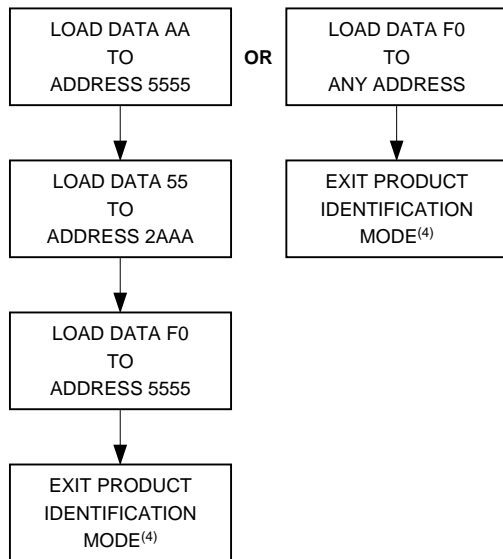 LOAD DATA AA
TO
ADDRESS 5555
LOAD DATA 55
TO
ADDRESS 2AAA
LOAD DATA F0
TO
ADDRESS 5555
EXIT PRODUCT
IDENTIFICATION
MODE(4)
OR
LOAD DATA F0
TO
ANY ADDRESS
EXIT PRODUCT
IDENTIFICATION
MODE(4)